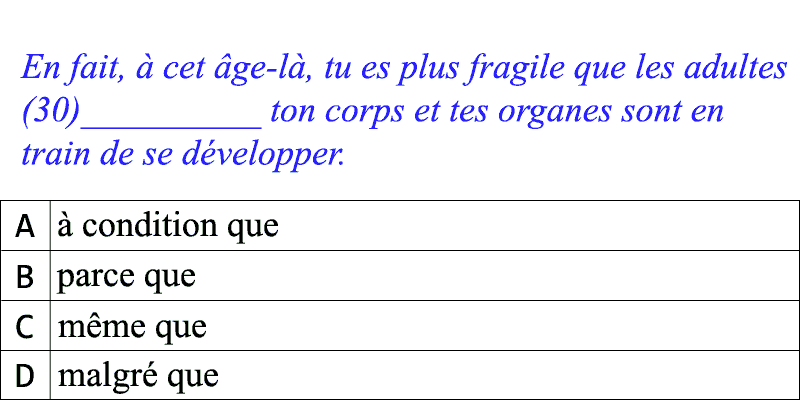 En fait, à cet âge-là, tu es plus fragile que les adultes
(30)__________ ton corps et tes organes sont en
train de se développer.
A à condition que
B parce que
C même que
D malgré que